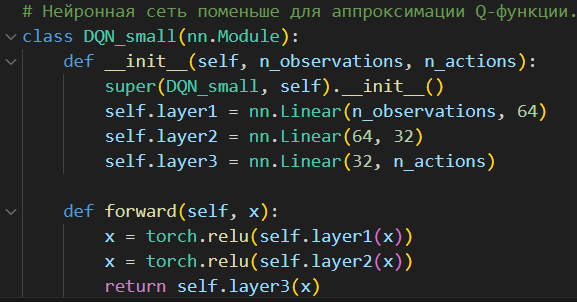 # Нейронная сеть поменьше для аппроксимации Q-функции.
class DQN_small(nn.Module):
    def __init__(self, n_observations, n_actions):
        super(DQN_small, self).__init__()
        self.layer1 = nn.Linear(n_observations, 64)
        self.layer2 = nn.Linear(64, 32)
        self.layer3 = nn.Linear(32, n_actions)

    def forward(self, x):
        x = torch.relu(self.layer1(x))
        x = torch.relu(self.layer2(x))
        return self.layer3(x)